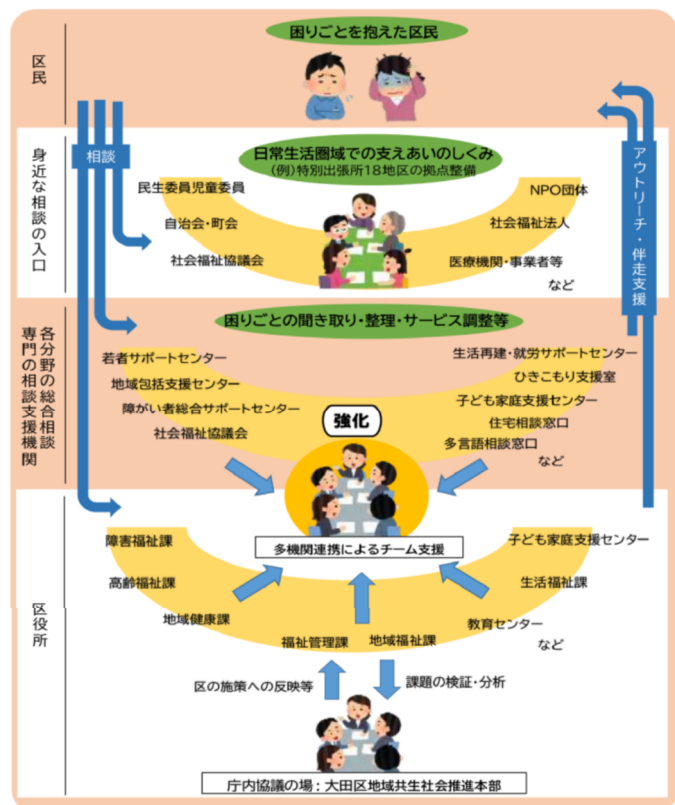 困りごとを抱えた区民
区民
相談
アウトリーチ・伴走支援
身近な相談の入口
日常生活圏域での支えあいのしくみ
(例)特別出張所18地区の拠点整備
民生委員児童委員
自治会・町会
社会福祉協議会
NPO団体
社会福祉法人
医療機関・事業者等
など
各分野の総合相談
専門の相談支援機関
困りごとの聞き取り・整理・サービス調整等
若者サポートセンター
地域包括支援センター
障がい者総合サポートセンター
社会福祉協議会
生活再建・就労サポートセンター
ひきこもり支援室
子ども家庭支援センター
住宅相談窓口
多言語相談窓口
など
強化
多機関連携によるチーム支援
区役所
障害福祉課
高齢福祉課
地域健康課
福祉管理課
地域福祉課
子ども家庭支援センター
生活福祉課
教育センター
など
区の施策への反映等
課題の検証・分析
庁内協議の場:大田区地域共生社会推進本部